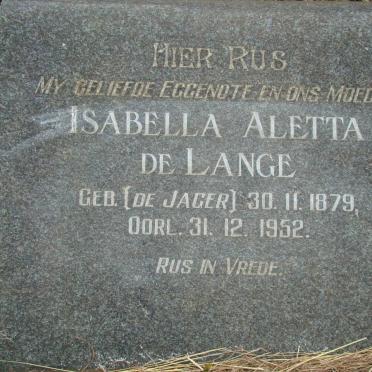 HIER RUS
MY GELIEFDE EGGENOTE EN ONS MOED
ISABELLA ALETTA
DE LANGE
GEB. (DE JAGER) 30. 11. 1879,
OORL. 31. 12. 1952.
RUS IN VREDE.